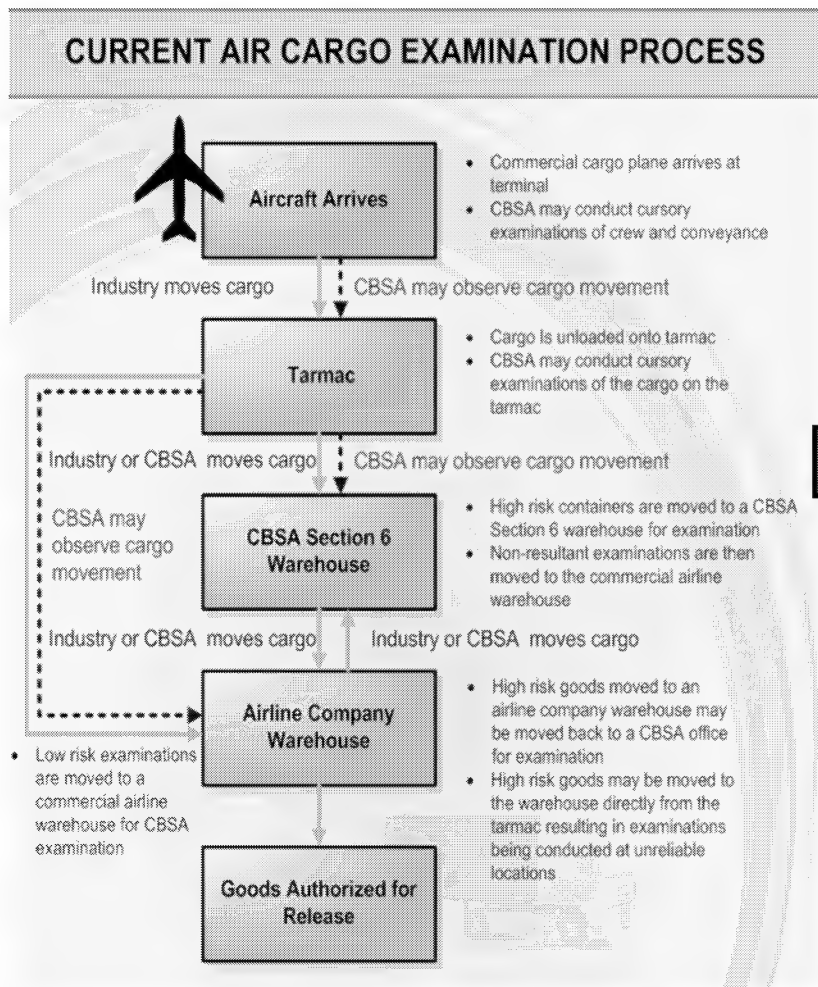 CURRENT AIR CARGO EXAMINATION PROCESS
Aircraft Arrives
• Commercial cargo plane arrives at
terminal
• CBSA may conduct cursory
examinations of crew and conveyance
Industry moves cargo
CBSA may observe cargo movement
Tarmac
• Cargo is unloaded onto tarmac
• CBSA may conduct cursory
examinations of the cargo on the
tarmac
Industry or CBSA moves cargo
CBSA may observe cargo movement
CBSA may
observe cargo
movement
CBSA Section 6
Warehouse
• High risk containers are moved to a CBSA
Section 6 warehouse for examination
• Non-resultant examinations are then
moved to the commercial airline
warehouse
Industry or CBSA moves cargo
Industry or CBSA moves cargo
Airline Company
Warehouse
• High risk goods moved to an
airline company warehouse may
be moved back to a CBSA office
for examination
• High risk goods may be moved to
the warehouse directly from the
tarmac resulting in examinations
being conducted at unreliable
locations
• Low risk examinations
are moved to a
commercial airline
warehouse for CBSA
examination
Goods Authorized for
Release